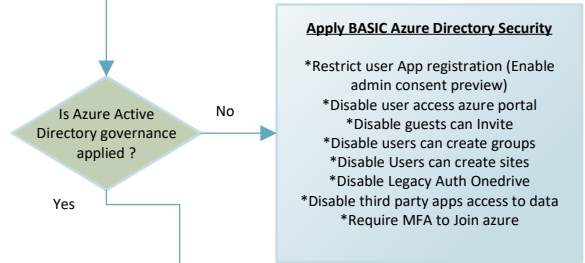 Is Azure Active
Directory governance
applied ?
No
Yes
Apply BASIC Azure Directory Security
*Restrict user App registration (Enable
admin consent preview)
*Disable user access azure portal
*Disable guests can Invite
*Disable users can create groups
*Disable Users can create sites
*Disable Legacy Auth Onedrive
*Disable third party apps access to data
*Require MFA to Join azure